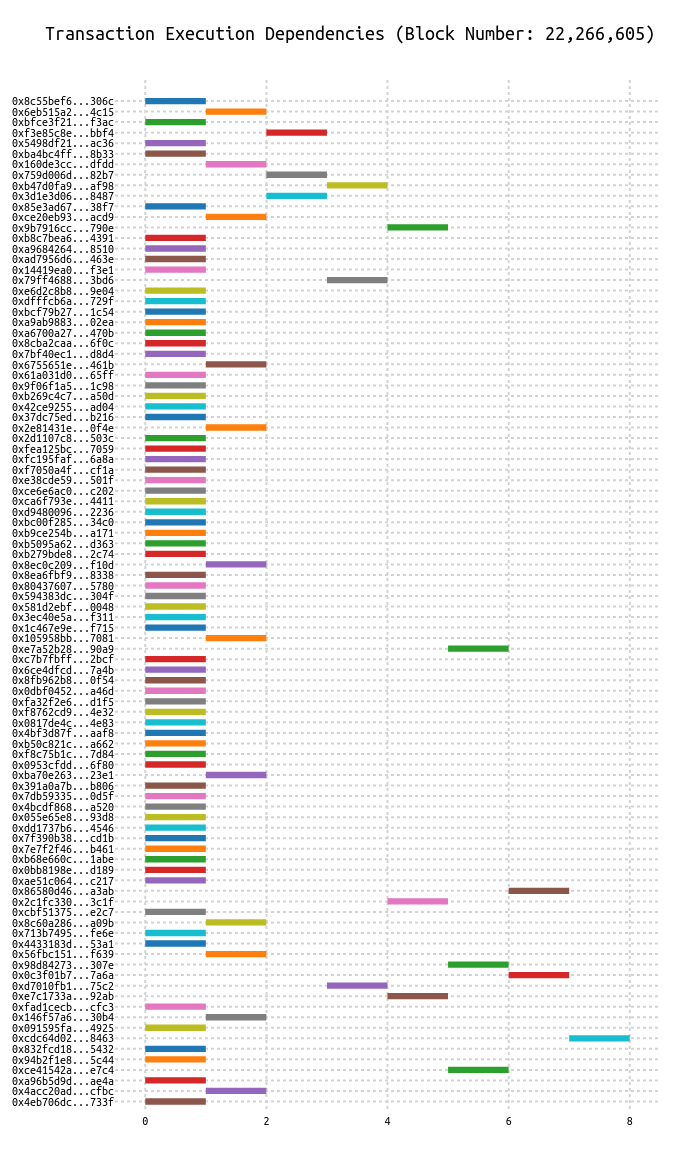 Transaction Execution Dependencies (Block Number: 22,266,605)
0x8c55bef6...306c
0x6eb515a2...4c15
0xbfce3f21...f3ac
0xf3e85c8e...bbf4
0x5498df21...ac36
0xba4bc4ff...8b33
0x160de3cc...dfdd
0x759d006d...82b7
0xb47d0fa9...af98
0x3d1e3d06...8487
0x85e3ad67...38f7
0xce20eb93...acd9
0x9b7916cc...790e
0xb8c7bea6...4391
0xa9684264...8510
0xad7956d6...463e
0x14419ea0...f3e1
0x79ff4688...3bd6
0xe6d2c8b8...9e04
0xdfffcb6a...729f
0xbcf79b27...1c54
0xa9ab9883...02ea
0xa6700a27...470b
0x8cba2caa...6f0c
0x7bf40ec1...d8d4
0x6755651e...461b
0x61a031d0...65ff
0x9f06f1a5...1c98
0xb269c4c7...a50d
0x42ce9255...ad04
0x37dc75ed...b216
0x2e81431e...0f4e
0x2d1107c8...503c
0xfea125bc...7059
0xfc195faf...6a8a
0xf7050a4f...cf1a
0xe38cde59...501f
0xce6e6ac0...c202
0xca6f793e...4411
0xd9480096...2236
0xbc00f285...34c0
0xb9ce254b...a171
0xb5095a62...d363
0xb279bde8...2c74
0x8ec0c209...f10d
0x8ea6fbf9...8338
0x80437607...5780
0x594383dc...304f
0x581d2ebf...0048
0x3ec40e5a...f311
0x1c467e9e...f715
0x105958bb...7081
0xe7a52b28...90a9
0xc7b7fbff...2bcf
0x6ce4dfcd...7a4b
0x8fb962b8...0f54
0x0dbf0452...a46d
0xfa32f2e6...d1f5
0xf8762cd9...4e32
0x0817de4c...4e83
0x4bf3d87f...aaf8
0xb50c821c...a662
0xf8c75b1c...7d84
0x0953cfdd...6f80
0xba70e263...23e1
0x391a0a7b...b806
0x7db59335...0d5f
0x4bcdf868...a520
0x055e65e8...93d8
0xdd1737b6...4546
0x7f390b38...cd1b
0x7e7f2f46...b461
0xb68e660c...1abe
0x0bb8198e...d189
0xae51c064...c217
0x86580d46...a3ab
0x2c1fc330...3c1f
0xcbf51375...e2c7
0x8c60a286...a09b
0x713b7495...fe6e
0x4433183d...53a1
0x56fbc151...f639
0x98d84273...307e
0x0c3f01b7...7a6a
0xd7010fb1...75c2
0xe7c1733a...92ab
0xfad1cecb...cfc3
0x146f57a6...30b4
0x091595fa...4925
0xcdc64d02...8463
0x832fcd18...5432
0x94b2f1e8...5c44
0xce41542a...e7c4
0xa96b5d9d...ae4a
0x4acc20ad...cfbc
0x4eb706dc...733f
0 2 4 6 8